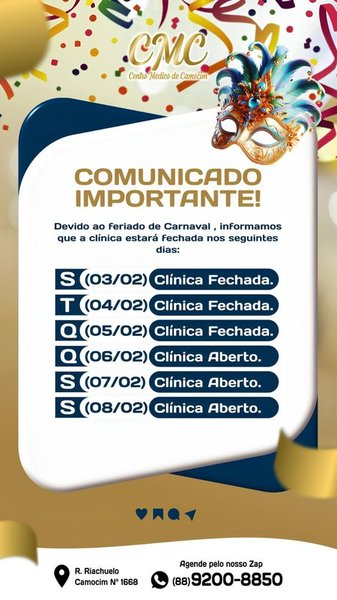 CMC
Centro Médico de Camocim
COMUNICADO
IMPORTANTE!
Devido ao feriado de Carnaval , informamos
que a clínica estará fechada nos seguintes
dias:
S (03/02) Clínica Fechada.
T (04/02) Clínica Fechada.
Q (05/02) Clínica Fechada.
Q (06/02) Clínica Aberto.
S (07/02) Clínica Aberto.
S (08/02) Clínica Aberto.
R. Riachuelo
Camocim N° 1668
Agende pelo nosso Zap
(88) 9200-8850